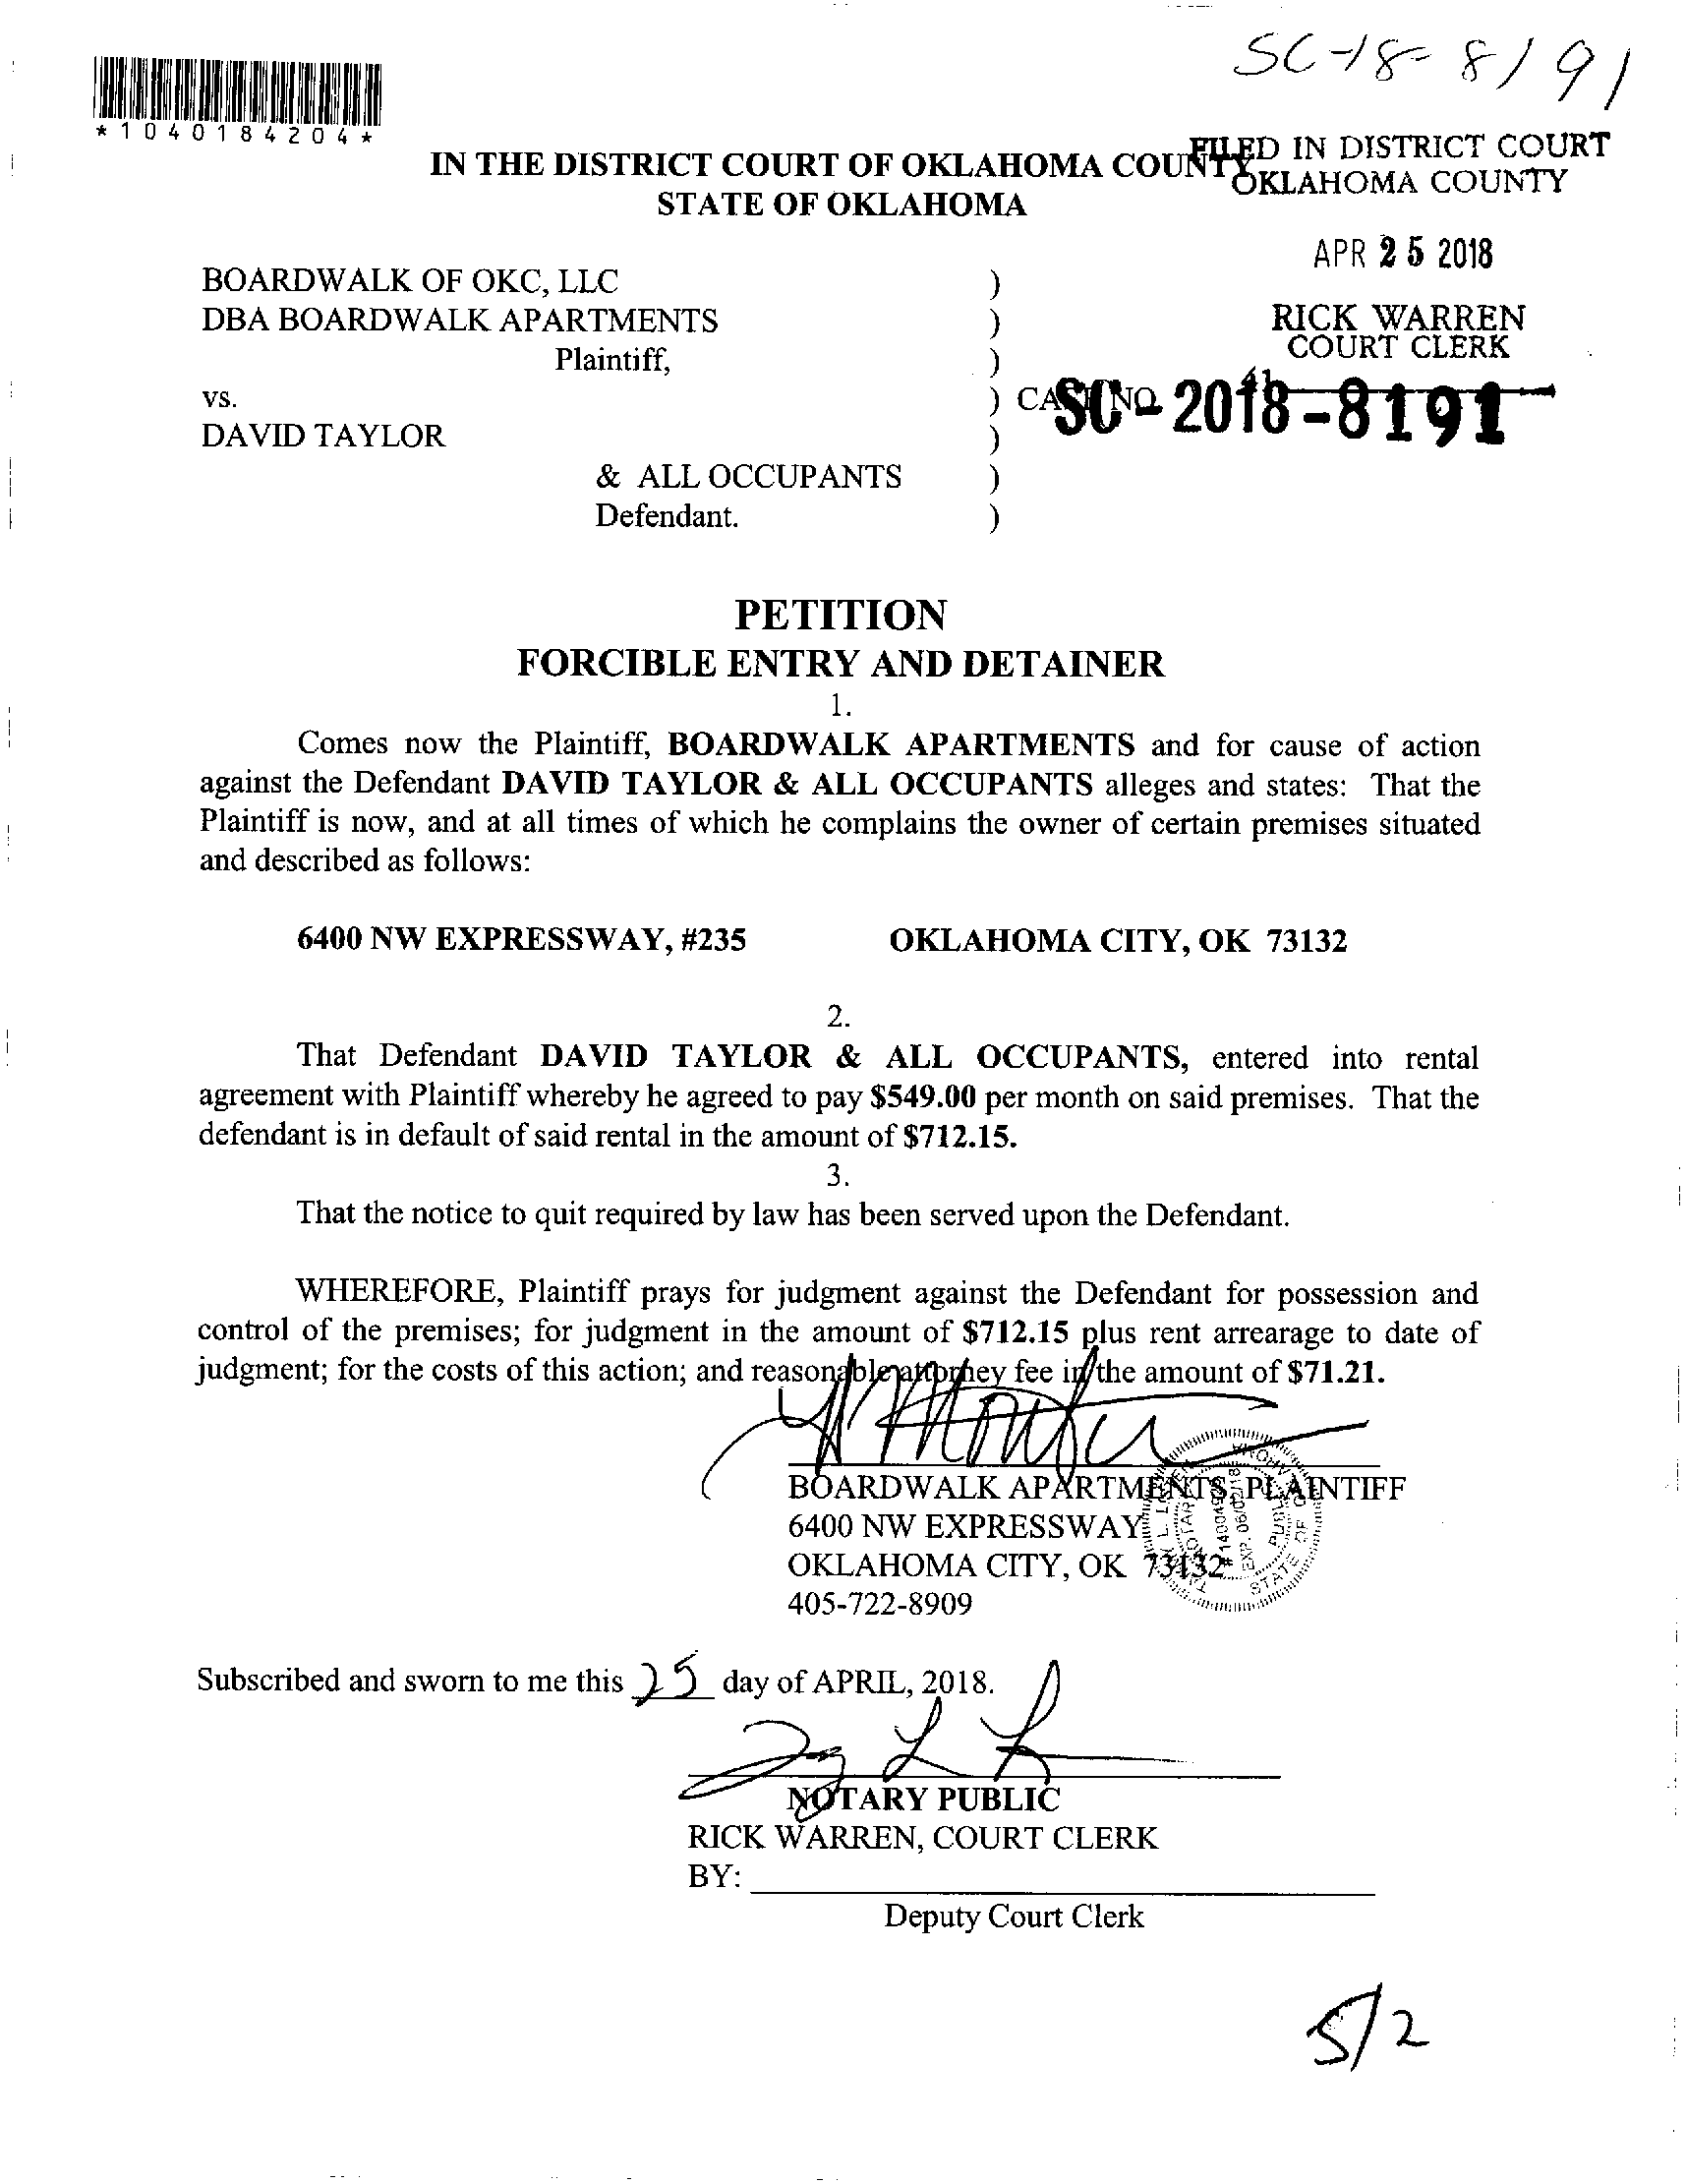 SC-18-8191
*1040184204*
FILED IN DISTRICT COURT
OKLAHOMA COUNTY
IN THE DISTRICT COURT OF OKLAHOMA COUNTY
STATE OF OKLAHOMA
APR 25 2018
RICK WARREN
COURT CLERK
41
BOARDWALK OF OKC, LLC )
DBA BOARDWALK APARTMENTS )
Plaintiff, )
vs. ) CASE NO. SC-2018-8191
DAVID TAYLOR )
& ALL OCCUPANTS )
Defendant. )
PETITION
FORCIBLE ENTRY AND DETAINER
1.
Comes now the Plaintiff, BOARDWALK APARTMENTS and for cause of action
against the Defendant DAVID TAYLOR & ALL OCCUPANTS alleges and states: That the
Plaintiff is now, and at all times of which he complains the owner of certain premises situated
and described as follows:
6400 NW EXPRESSWAY, #235 OKLAHOMA CITY, OK 73132
2.
That Defendant DAVID TAYLOR & ALL OCCUPANTS, entered into rental
agreement with Plaintiff whereby he agreed to pay $549.00 per month on said premises. That the
defendant is in default of said rental in the amount of $712.15.
3.
That the notice to quit required by law has been served upon the Defendant.
WHEREFORE, Plaintiff prays for judgment against the Defendant for possession and
control of the premises; for judgment in the amount of $712.15 plus rent arrearage to date of
judgment; for the costs of this action; and reasonable attorney fee in the amount of $71.21.
BOARDWALK APARTMENTS, PLAINTIFF
6400 NW EXPRESSWAY
OKLAHOMA CITY, OK 73132
405-722-8909
NOTARY
PUBLIC
EXP. 06/02/18
STATE OF
Subscribed and sworn to me this 25 day of APRIL, 2018.
NOTARY PUBLIC
RICK WARREN, COURT CLERK
BY:
Deputy Court Clerk
5/2